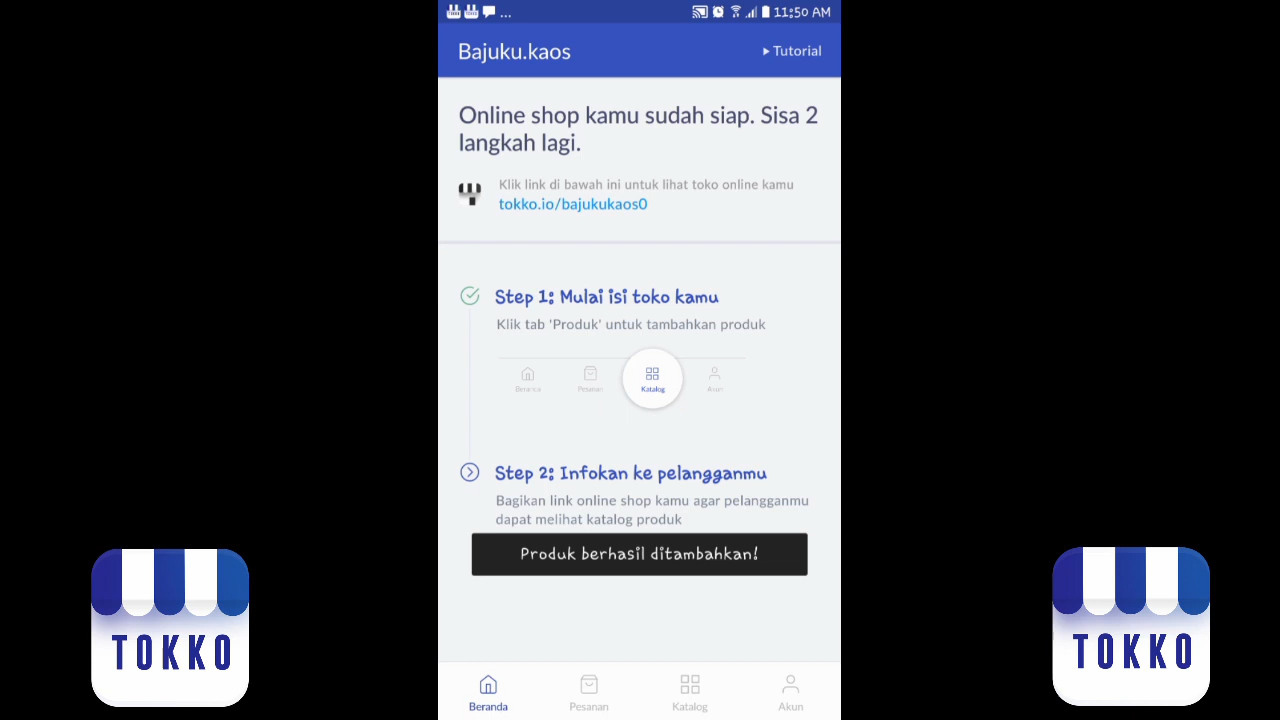 ...
11:50 AM
Bajuku.kaos
Tutorial
Online shop kamu sudah siap. Sisa 2
langkah lagi.
Klik link di bawah ini untuk lihat toko online kamu
tokko.io/bajukukaos0
Step 1: Mulai isi toko kamu
Klik tab 'Produk' untuk tambahkan produk
Beranda Pesanan Katalog Akun
Step 2: Infokan ke pelangganmu
Bagikan link online shop kamu agar pelangganmu
dapat melihat katalog produk
Produk berhasil ditambahkan!
Beranda Pesanan Katalog Akun
TOKKO
TOKKO